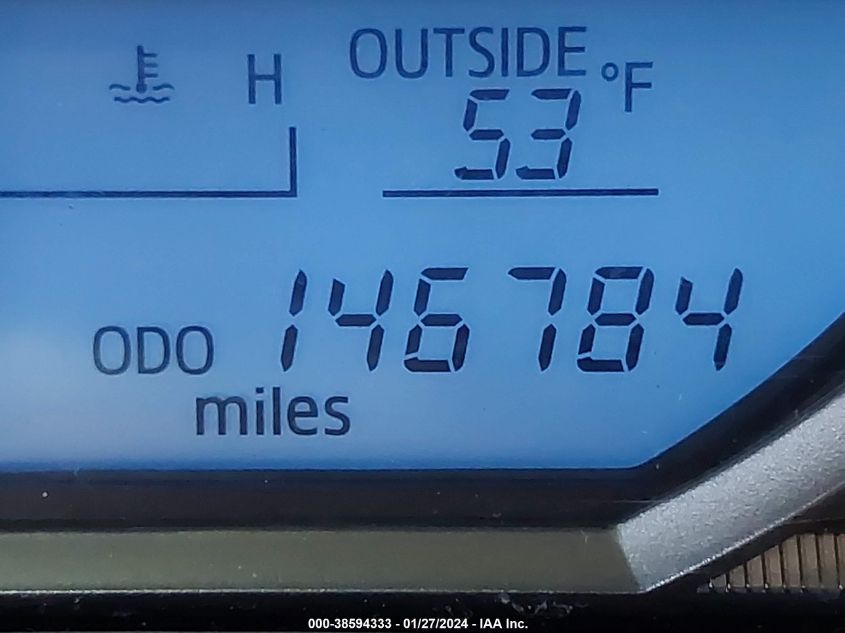 H
OUTSIDE °F
53
ODO 146784
miles
000-38594333 - 01/27/2024 - IAA Inc.